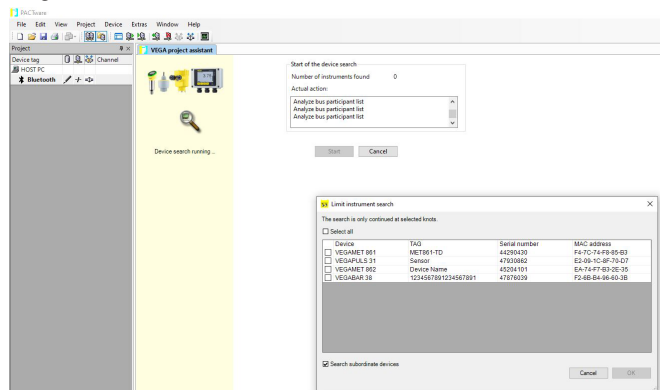 PACTware
File Edit View Project Device Extras Window Help
Project
Device tag Channel
HOST PC
Bluetooth
VEGA project assistant
Device search running ...
Start of the device search
Number of instruments found 0
Actual action:
Analyze bus participant list
Analyze bus participant list
Analyze bus participant list
Start Cancel
Limit instrument search
The search is only continued at selected knots.
Select all
Device TAG Serial number MAC address
VEGAMET 861 MET861-TD 44290430 F4-7C-74-F8-85-B3
VEGAPULS 31 Sensor 47930862 E2-09-1C-8F-70-D7
VEGAMET 862 Device Name 45204101 EA-74-F7-B3-2E-35
VEGABAR 38 1234567891234567891 47876039 F2-6B-B4-96-60-3B
Search subordinate devices
Cancel OK